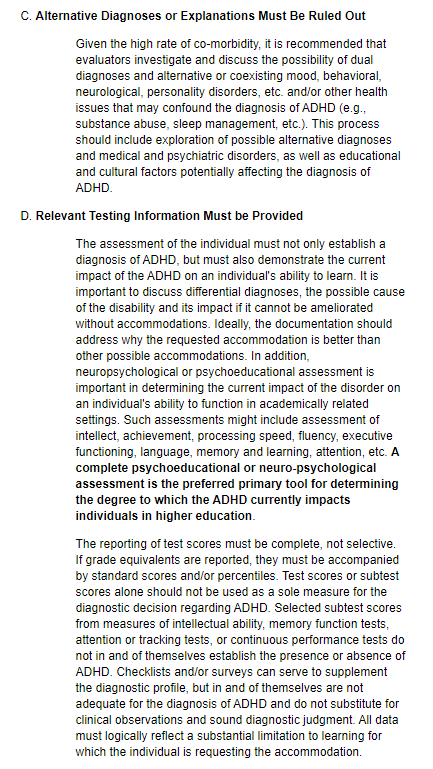 C. Alternative Diagnoses or Explanations Must Be Ruled Out
Given the high rate of co-morbidity, it is recommended that
evaluators investigate and discuss the possibility of dual
diagnoses and alternative or coexisting mood, behavioral,
neurological, personality disorders, etc. and/or other health
issues that may confound the diagnosis of ADHD (e.g.,
substance abuse, sleep management, etc.). This process
should include exploration of possible alternative diagnoses
and medical and psychiatric disorders, as well as educational
and cultural factors potentially affecting the diagnosis of
ADHD.
D. Relevant Testing Information Must be Provided
The assessment of the individual must not only establish a
diagnosis of ADHD, but must also demonstrate the current
impact of the ADHD on an individual's ability to learn. It is
important to discuss differential diagnoses, the possible cause
of the disability and its impact if it cannot be ameliorated
without accommodations. Ideally, the documentation should
address why the requested accommodation is better than
other possible accommodations. In addition,
neuropsychological or psychoeducational assessment is
important in determining the current impact of the disorder on
an individual's ability to function in academically related
settings. Such assessments might include assessment of
intellect, achievement, processing speed, fluency, executive
functioning, language, memory and learning, attention, etc. A
complete psychoeducational or neuro-psychological
assessment is the preferred primary tool for determining
the degree to which the ADHD currently impacts
individuals in higher education.
The reporting of test scores must be complete, not selective.
If grade equivalents are reported, they must be accompanied
by standard scores and/or percentiles. Test scores or subtest
scores alone should not be used as a sole measure for the
diagnostic decision regarding ADHD. Selected subtest scores
from measures of intellectual ability, memory function tests,
attention or tracking tests, or continuous performance tests do
not in and of themselves establish the presence or absence of
ADHD. Checklists and/or surveys can serve to supplement
the diagnostic profile, but in and of themselves are not
adequate for the diagnosis of ADHD and do not substitute for
clinical observations and sound diagnostic judgment. All data
must logically reflect a substantial limitation to learning for
which the individual is requesting the accommodation.